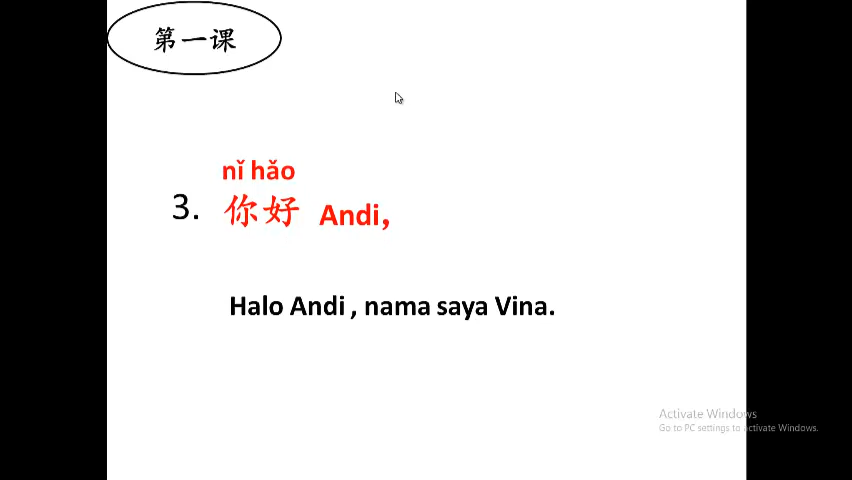 第一课
nǐ hǎo
3. 你好 Andi，
Halo Andi , nama saya Vina.
Activate Windows
Go to PC settings to activate Windows.